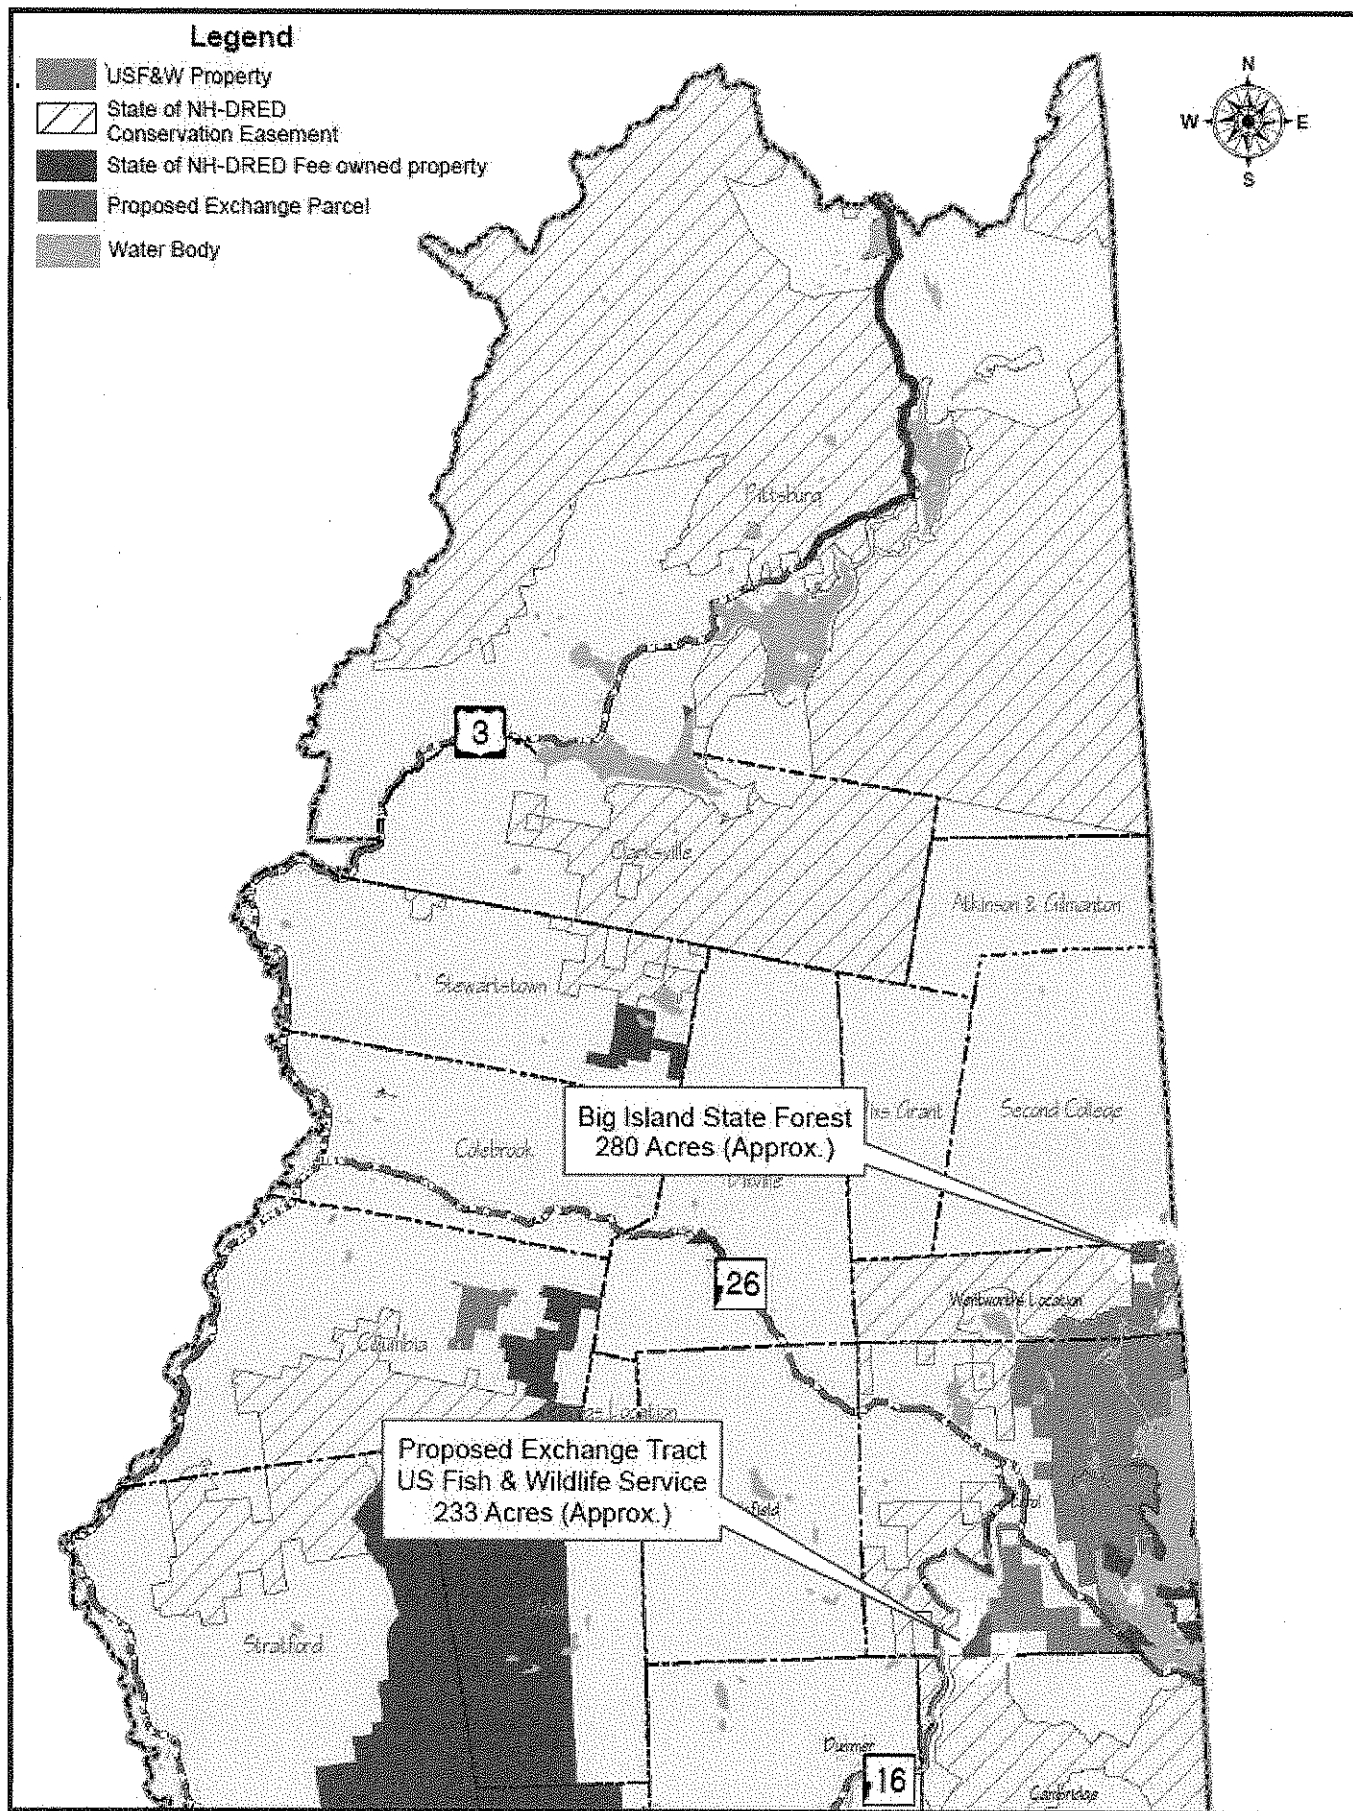 Legend
USF&W Property
State of NH-DRED
Conservation Easement
State of NH-DRED Fee owned property
Proposed Exchange Parcel
Water Body
N
W
E
S
Pittsburg
3
Clarksville
Atkinson & Gilmanton
Stewartstown
Big Island State Forest
280 Acres (Approx.)
Grant
Second College
Colebrook
26
Wentworth's Location
Columbia
Location
Proposed Exchange Tract
US Fish & Wildlife Service
233 Acres (Approx.)
Stratford
Dummer
16
Cambridge